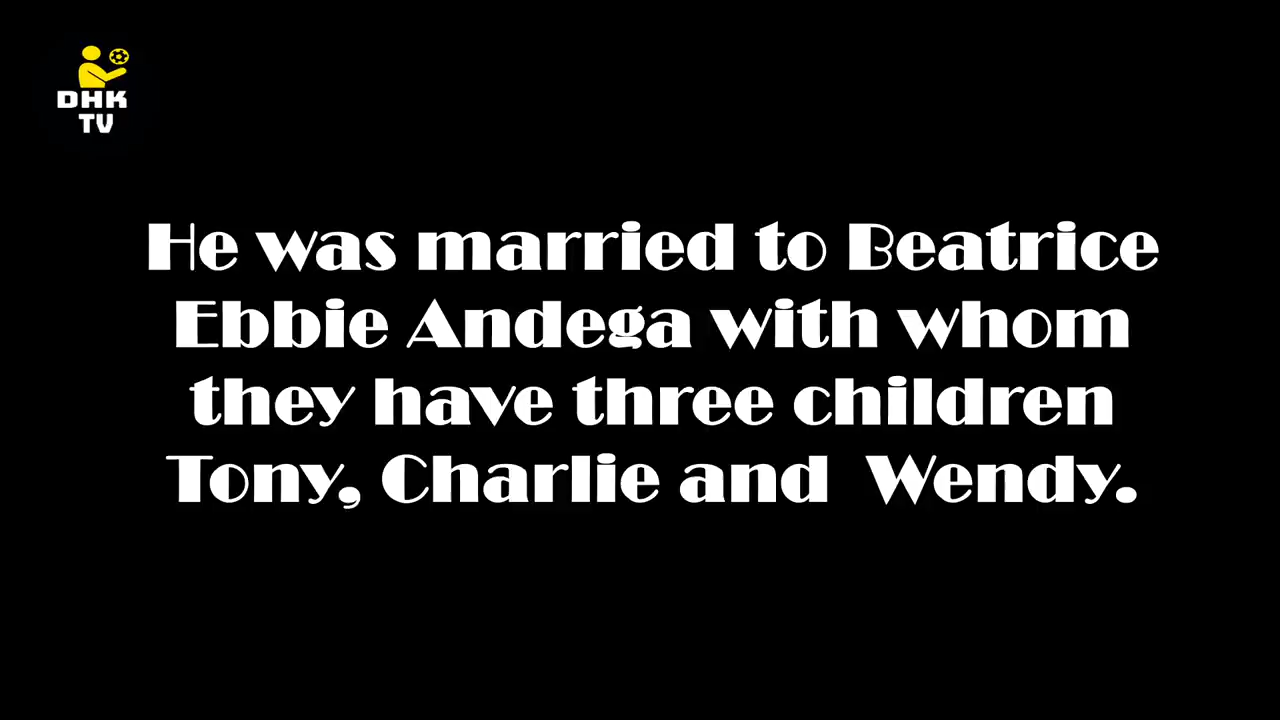 DHK
TV
He was married to Beatrice
Ebbie Andega with whom
they have three children
Tony, Charlie and  Wendy.